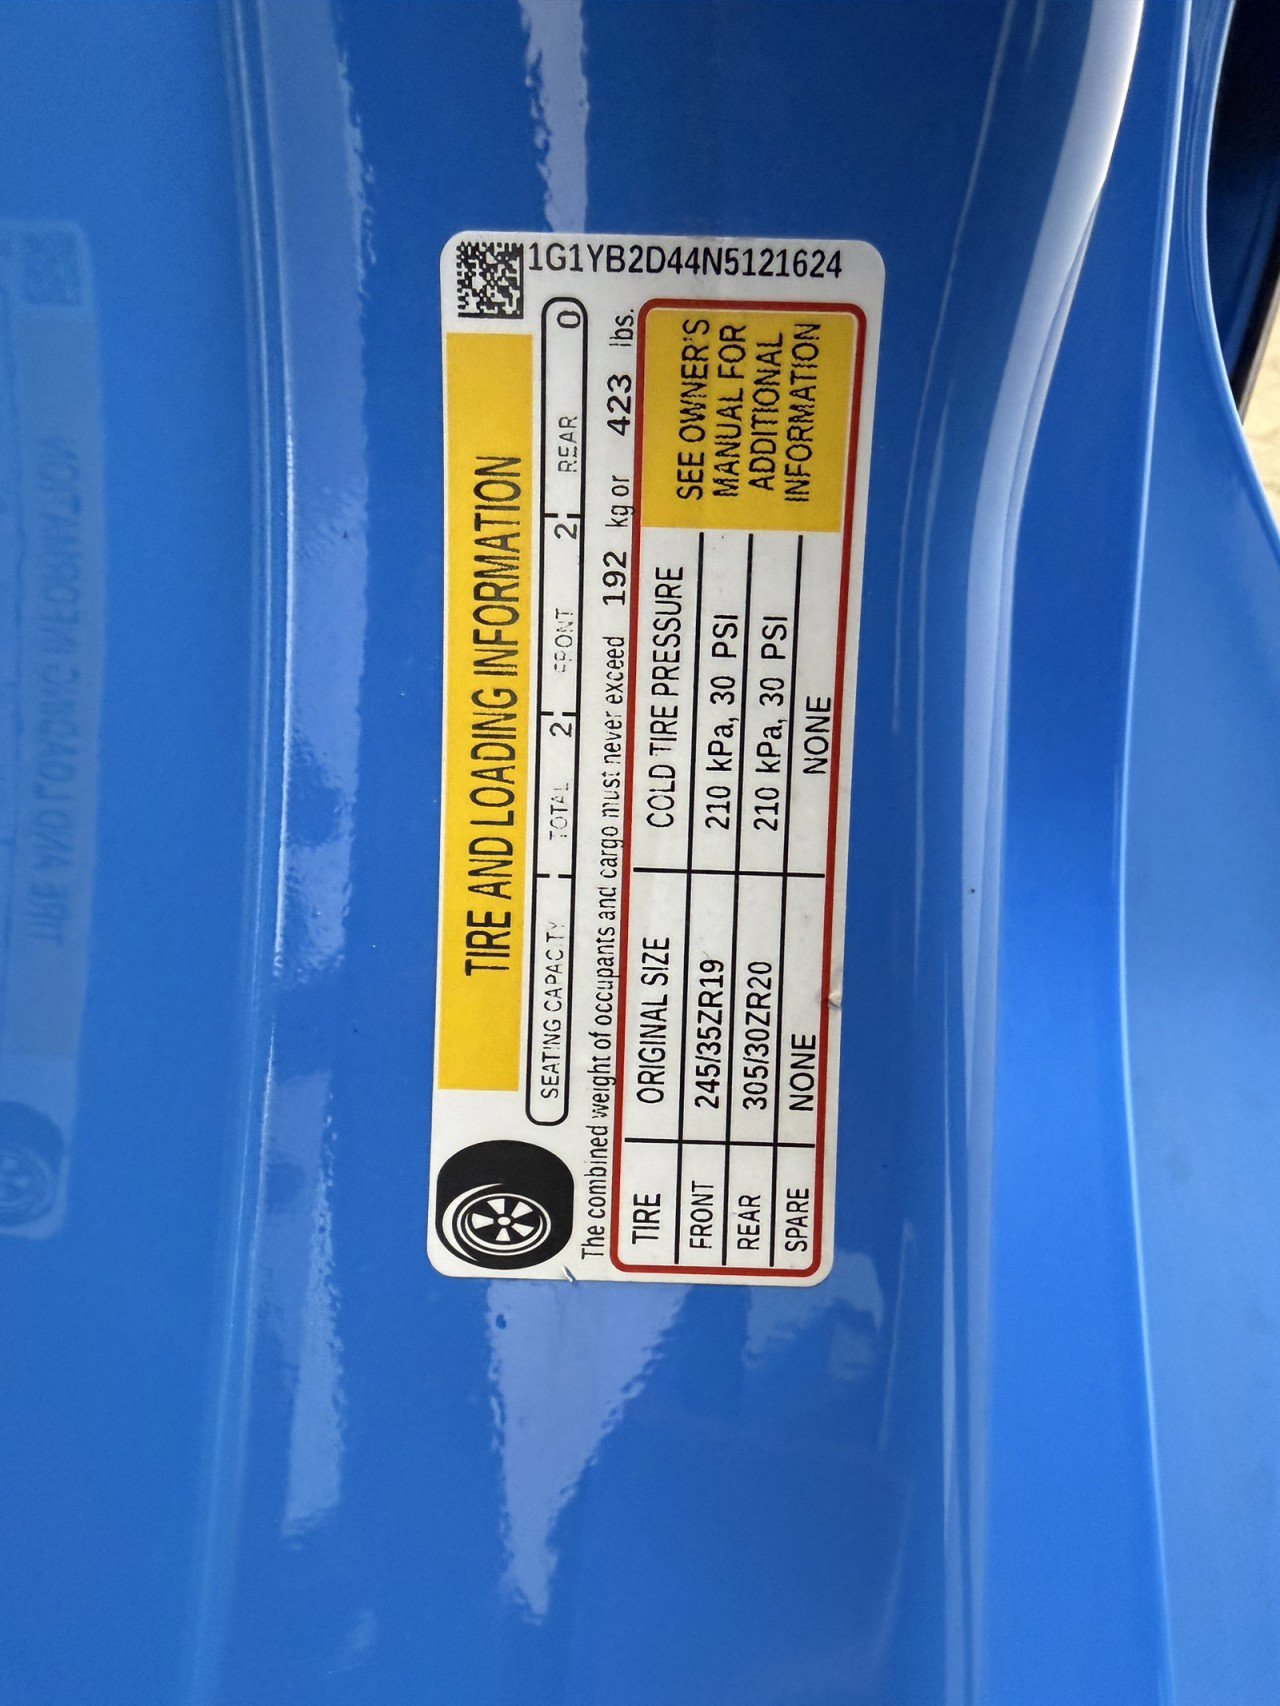 1G1YB2D44N5121624
TIRE AND LOADING INFORMATION
SEATING CAPACITY TOTAL 2 FRONT 2 REAR 0
The combined weight of occupants and cargo must never exceed 192 kg or 423 lbs.
TIRE ORIGINAL SIZE COLD TIRE PRESSURE
FRONT 245/35ZR19 210 kPa, 30 PSI
REAR 305/30ZR20 210 kPa, 30 PSI
SPARE NONE NONE
SEE OWNER'S
MANUAL FOR
ADDITIONAL
INFORMATION